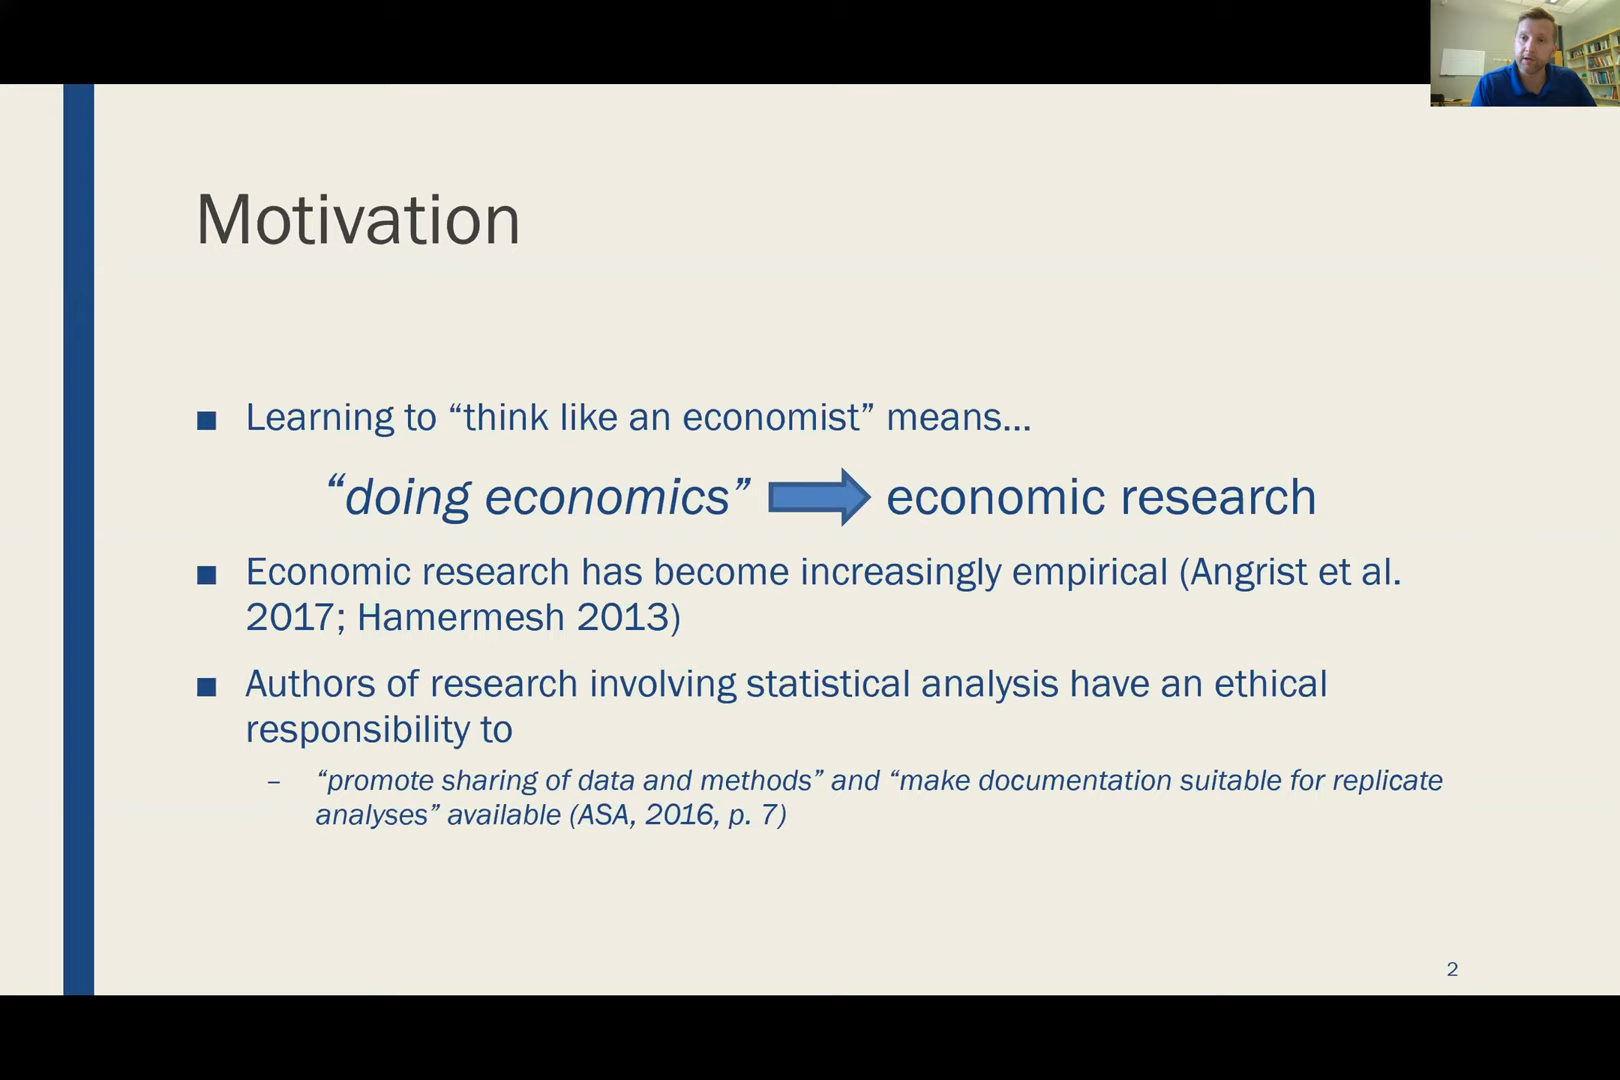 Motivation
■ Learning to “think like an economist” means...
“doing economics” economic research
■ Economic research has become increasingly empirical (Angrist et al.
2017; Hamermesh 2013)
■ Authors of research involving statistical analysis have an ethical
responsibility to
– “promote sharing of data and methods” and “make documentation suitable for replicate
analyses” available (ASA, 2016, p. 7)
2